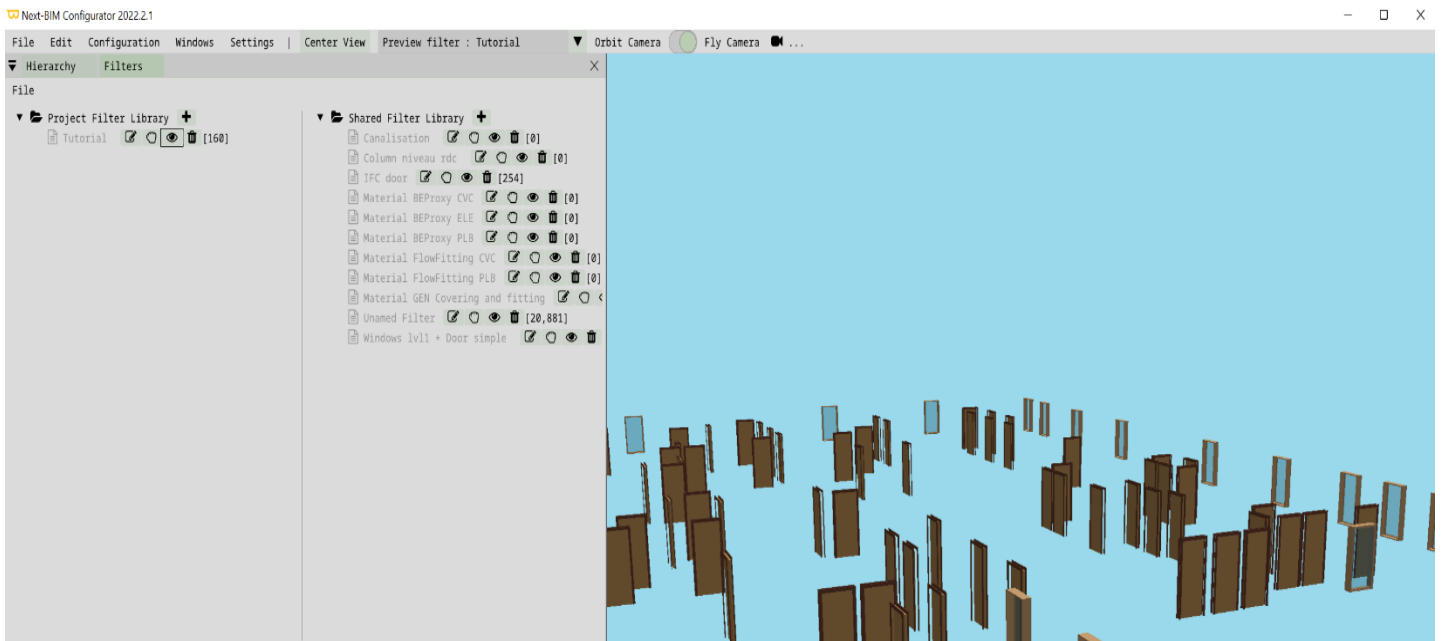 Next-BIM Configurator 2022.2.1
File Edit Configuration Windows Settings | Center View Preview filter : Tutorial Orbit Camera Fly Camera ...
Hierarchy Filters X
File
Project Filter Library +
Tutorial [160]
Shared Filter Library +
Canalisation [0]
Column niveau rdc [0]
IFC door [254]
Material BEProxy CVC [0]
Material BEProxy ELE [0]
Material BEProxy PLB [0]
Material FlowFitting CVC [0]
Material FlowFitting PLB [0]
Material GEN Covering and fitting
Unamed Filter [20,881]
Windows lvl1 + Door simple